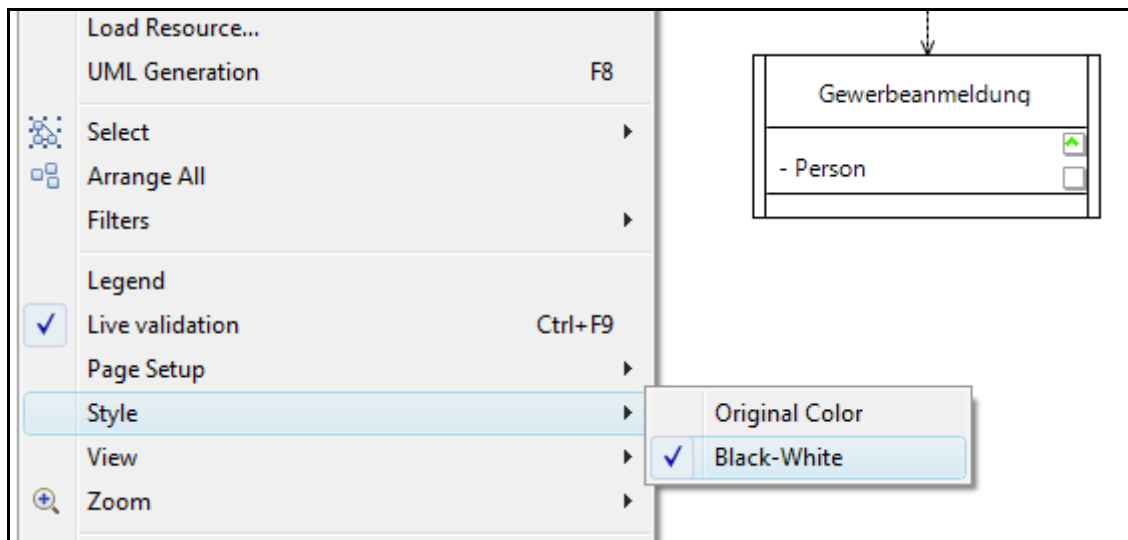 Load Resource...
UML Generation F8
Select
Arrange All
Filters
Legend
Live validation Ctrl+F9
Page Setup
Style
View
Zoom
Original Color
Black-White
Gewerbeanmeldung
- Person